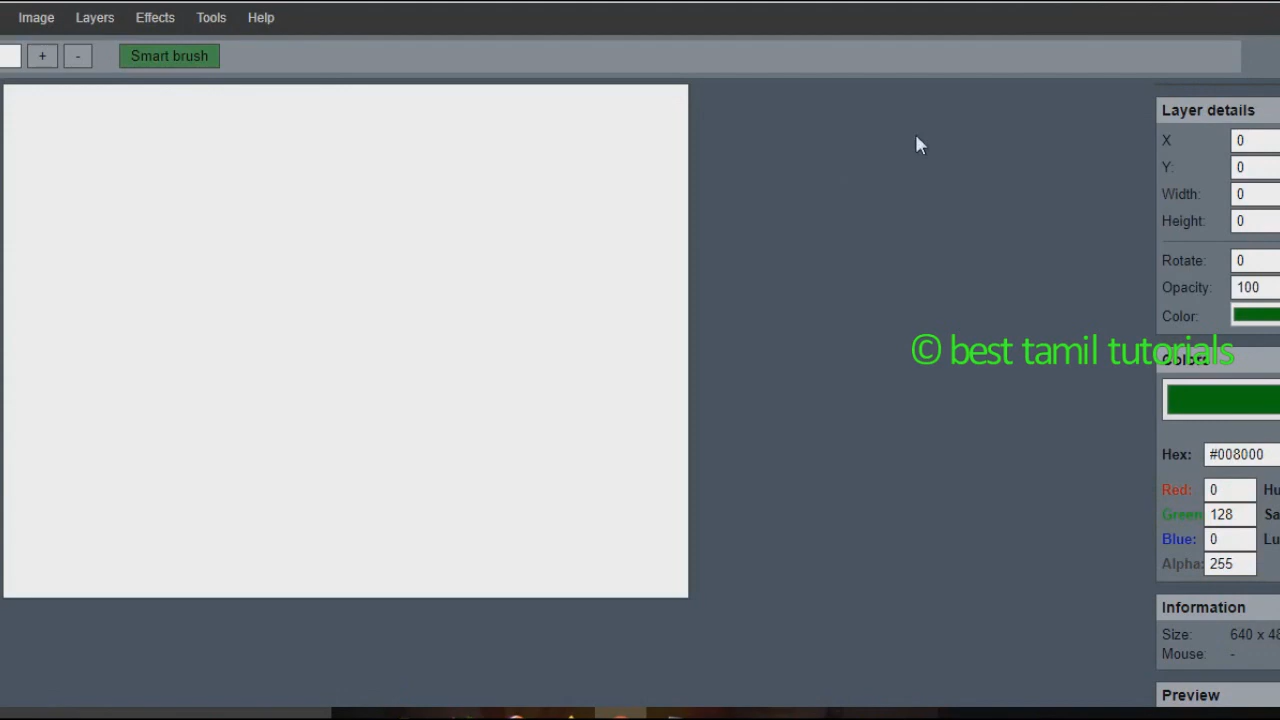 Image Layers Effects Tools Help
+ - Smart brush
Layer details
X 0
Y: 0
Width: 0
Height: 0
Rotate: 0
Opacity: 100
Color:
© best tamil tutorials
Colors
Hex: #008000
Red: 0
Green: 128
Blue: 0
Alpha: 255
Information
Size: 640 x
Mouse: -
Preview